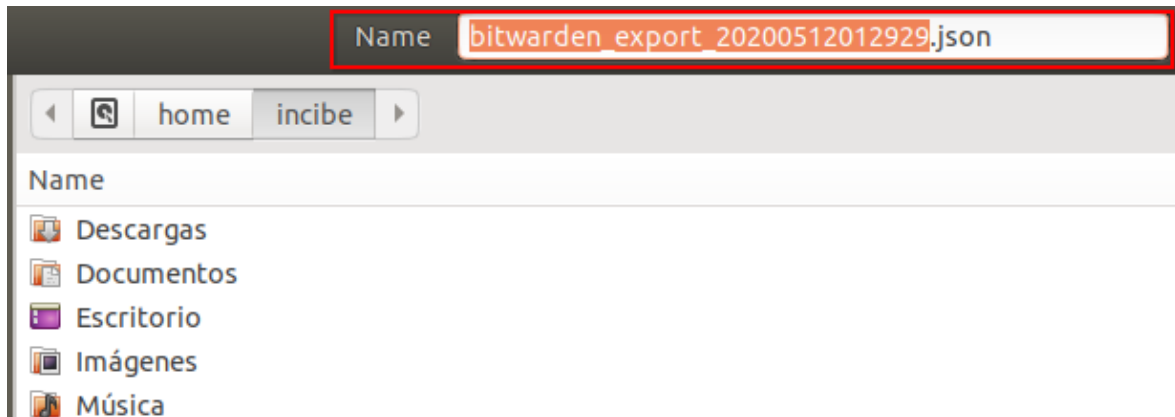 Name bitwarden_export_20200512012929.json
home incibe
Name
Descargas
Documentos
Escritorio
Imágenes
Música